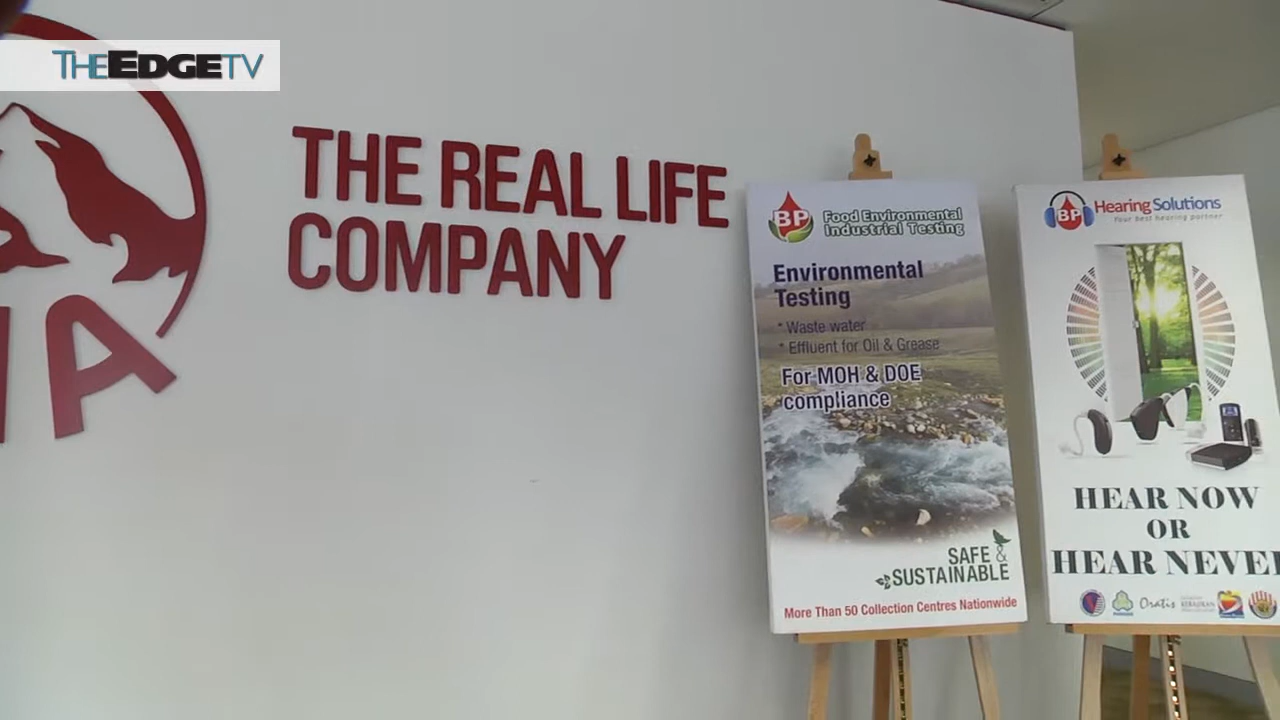 THEEDGETV
IA
THE REAL LIFE
COMPANY
BP
Food Environmental
Industrial Testing
Environmental
Testing
* Waste water
* Effluent for Oil & Grease
For MOH & DOE
compliance
SAFE &
SUSTAINABLE
More Than 50 Collection Centres Nationwide
BP Hearing Solutions
Your best hearing partner
HEAR NOW
OR
HEAR NEVE
Oratis